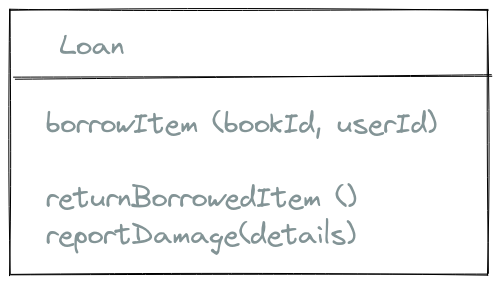 Loan
borrowItem (bookId, userId)
returnBorrowedItem ()
reportDamage(details)